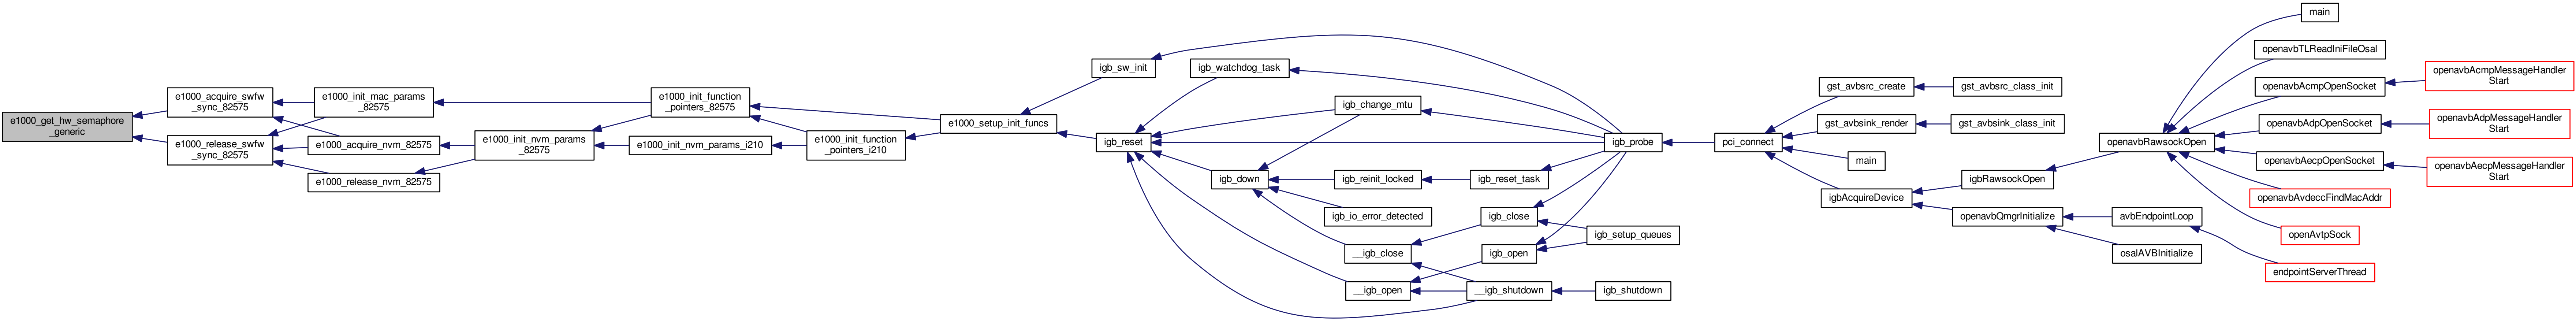 e1000_get_hw_semaphore
_generic
e1000_acquire_swfw
_sync_82575
e1000_release_swfw
_sync_82575
e1000_init_mac_params
_82575
e1000_acquire_nvm_82575
e1000_release_nvm_82575
e1000_init_nvm_params
_82575
e1000_init_function
_pointers_82575
e1000_init_nvm_params_i210
e1000_init_function
_pointers_i210
e1000_setup_init_funcs
igb_sw_init
igb_reset
igb_watchdog_task
igb_change_mtu
igb_down
igb_reinit_locked
igb_reset_task
igb_io_error_detected
__igb_close
igb_close
igb_setup_queues
igb_open
__igb_open
__igb_shutdown
igb_shutdown
igb_probe
pci_connect
gst_avbsrc_create
gst_avbsrc_class_init
gst_avbsink_render
gst_avbsink_class_init
main
igbAcquireDevice
igbRawsockOpen
openavbQmgrInitialize
avbEndpointLoop
osalAVBInitialize
endpointServerThread
openavbRawsockOpen
main
openavbTLReadIniFileOsal
openavbAcmpOpenSocket
openavbAcmpMessageHandler
Start
openavbAdpOpenSocket
openavbAdpMessageHandler
Start
openavbAecpOpenSocket
openavbAecpMessageHandler
Start
openavbAvdeccFindMacAddr
openAvtpSock